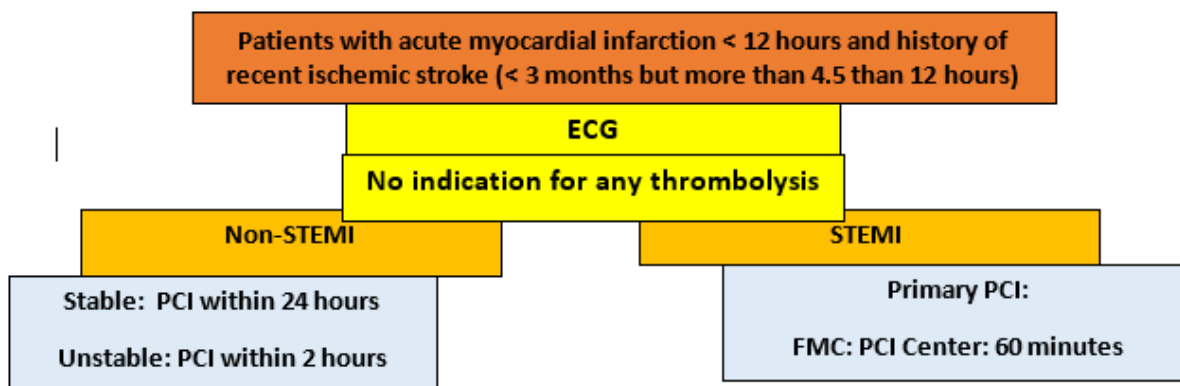 Patients with acute myocardial infarction < 12 hours and history of
recent ischemic stroke (< 3 months but more than 4.5 than 12 hours)
ECG
No indication for any thrombolysis
Non-STEMI
STEMI
Stable: PCI within 24 hours
Unstable: PCI within 2 hours
Primary PCI:
FMC: PCI Center: 60 minutes